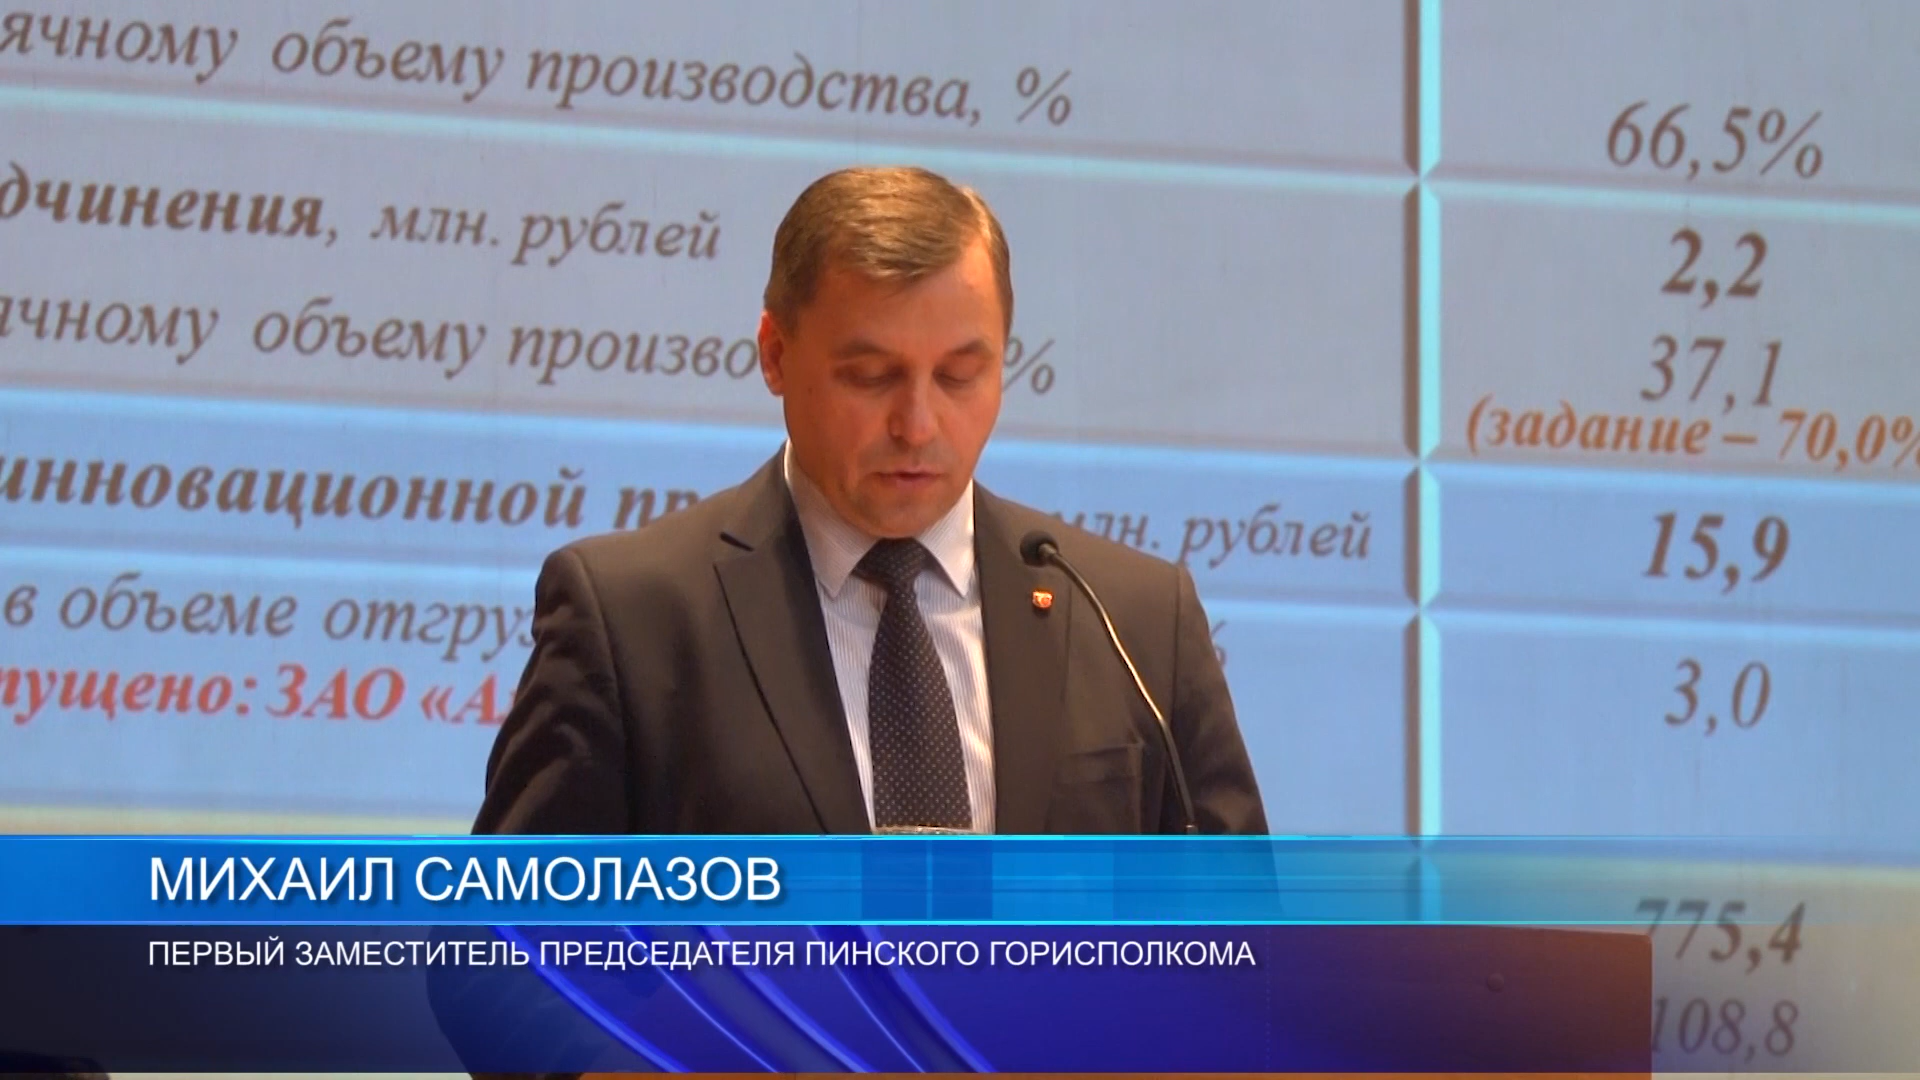 ячному объему производства, %
66,5%
дчинения, млн. рублей
2,2
ячному объему произво %
37,1
(задание – 70,0%
инновационной пр млн. рублей
15,9
в объеме отгру %
3,0
пущено: ЗАО «А
МИХАИЛ САМОЛАЗОВ
775,4
ПЕРВЫЙ ЗАМЕСТИТЕЛЬ ПРЕДСЕДАТЕЛЯ ПИНСКОГО ГОРИСПОЛКОМА
108,8